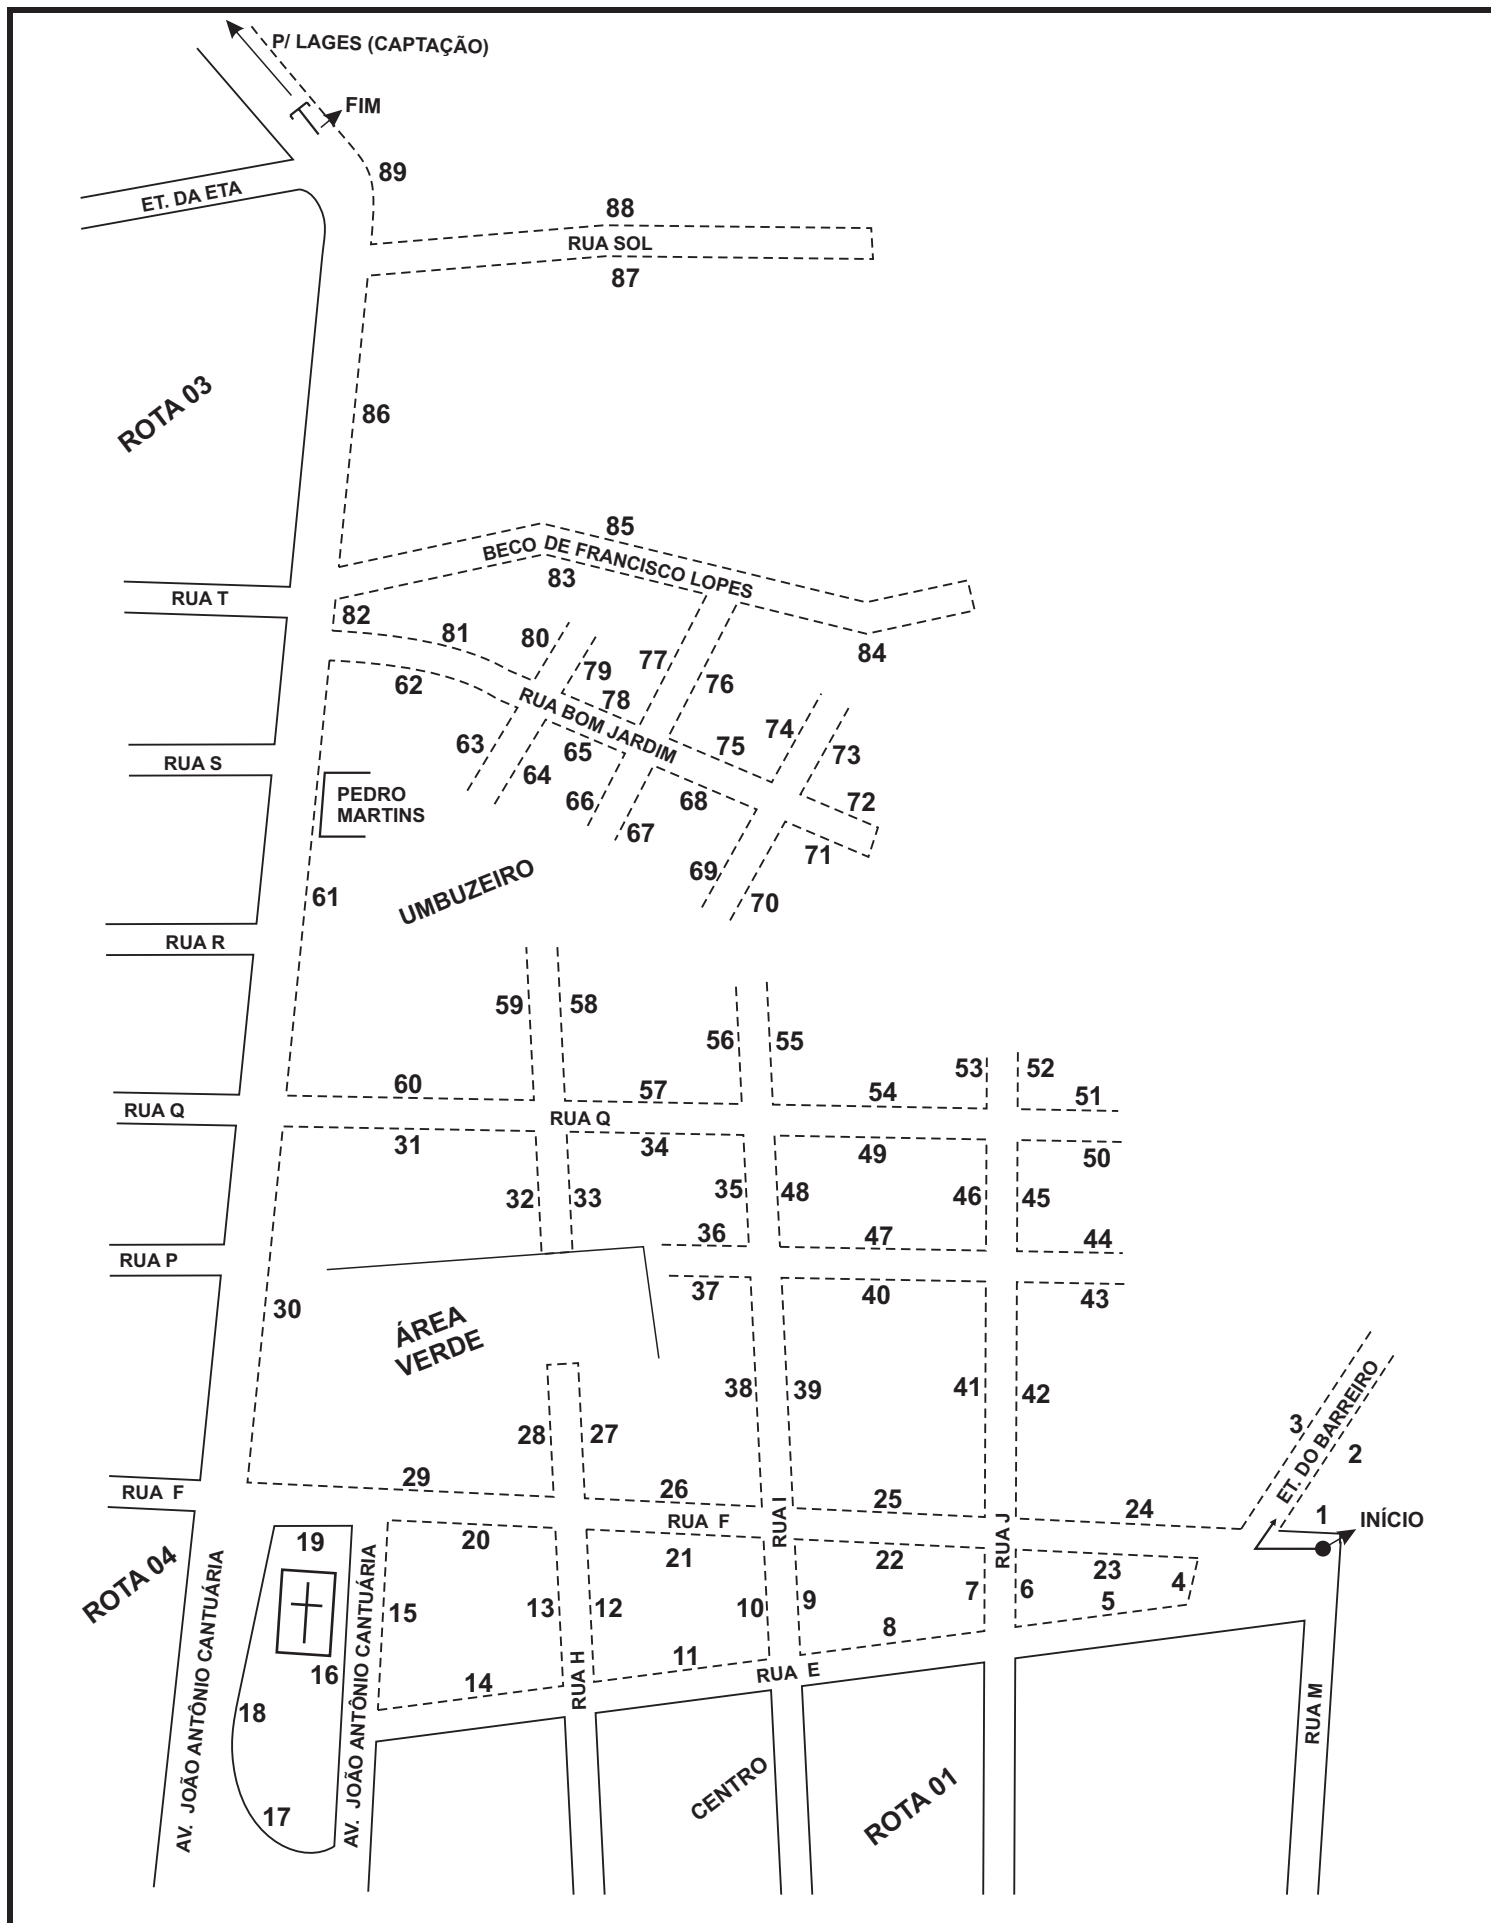 P/ LAGES (CAPTAÇÃO)
FIM
89
ET. DA ETA
88
RUA SOL
87
ROTA 03
86
85
BECO DE FRANCISCO LOPES
83
RUA T
82
81
80
79
77
84
62
78
76
RUA BOM JARDIM
74
63
65
75
73
RUA S
64
66
68
72
PEDRO
MARTINS
67
71
69
61
UMBUZEIRO
70
RUA R
59
58
56
55
53
52
60
57
54
51
RUA Q
RUA Q
31
34
49
50
32
33
35
48
46
45
36
47
44
RUA P
37
40
43
30
ÁREA
VERDE
38
39
41
42
28
27
3
ET. DO BARREIRO
2
29
26
25
24
RUA F
RUA F
RUA I
RUA J
1
INÍCIO
19
20
21
22
23
ROTA 04
AV. JOÃO ANTÔNIO CANTUÁRIA
AV. JOÃO ANTÔNIO CANTUÁRIA
15
13
12
10
9
7
6
5
4
8
16
14
11
RUA H
RUA E
18
RUA M
17
CENTRO
ROTA 01